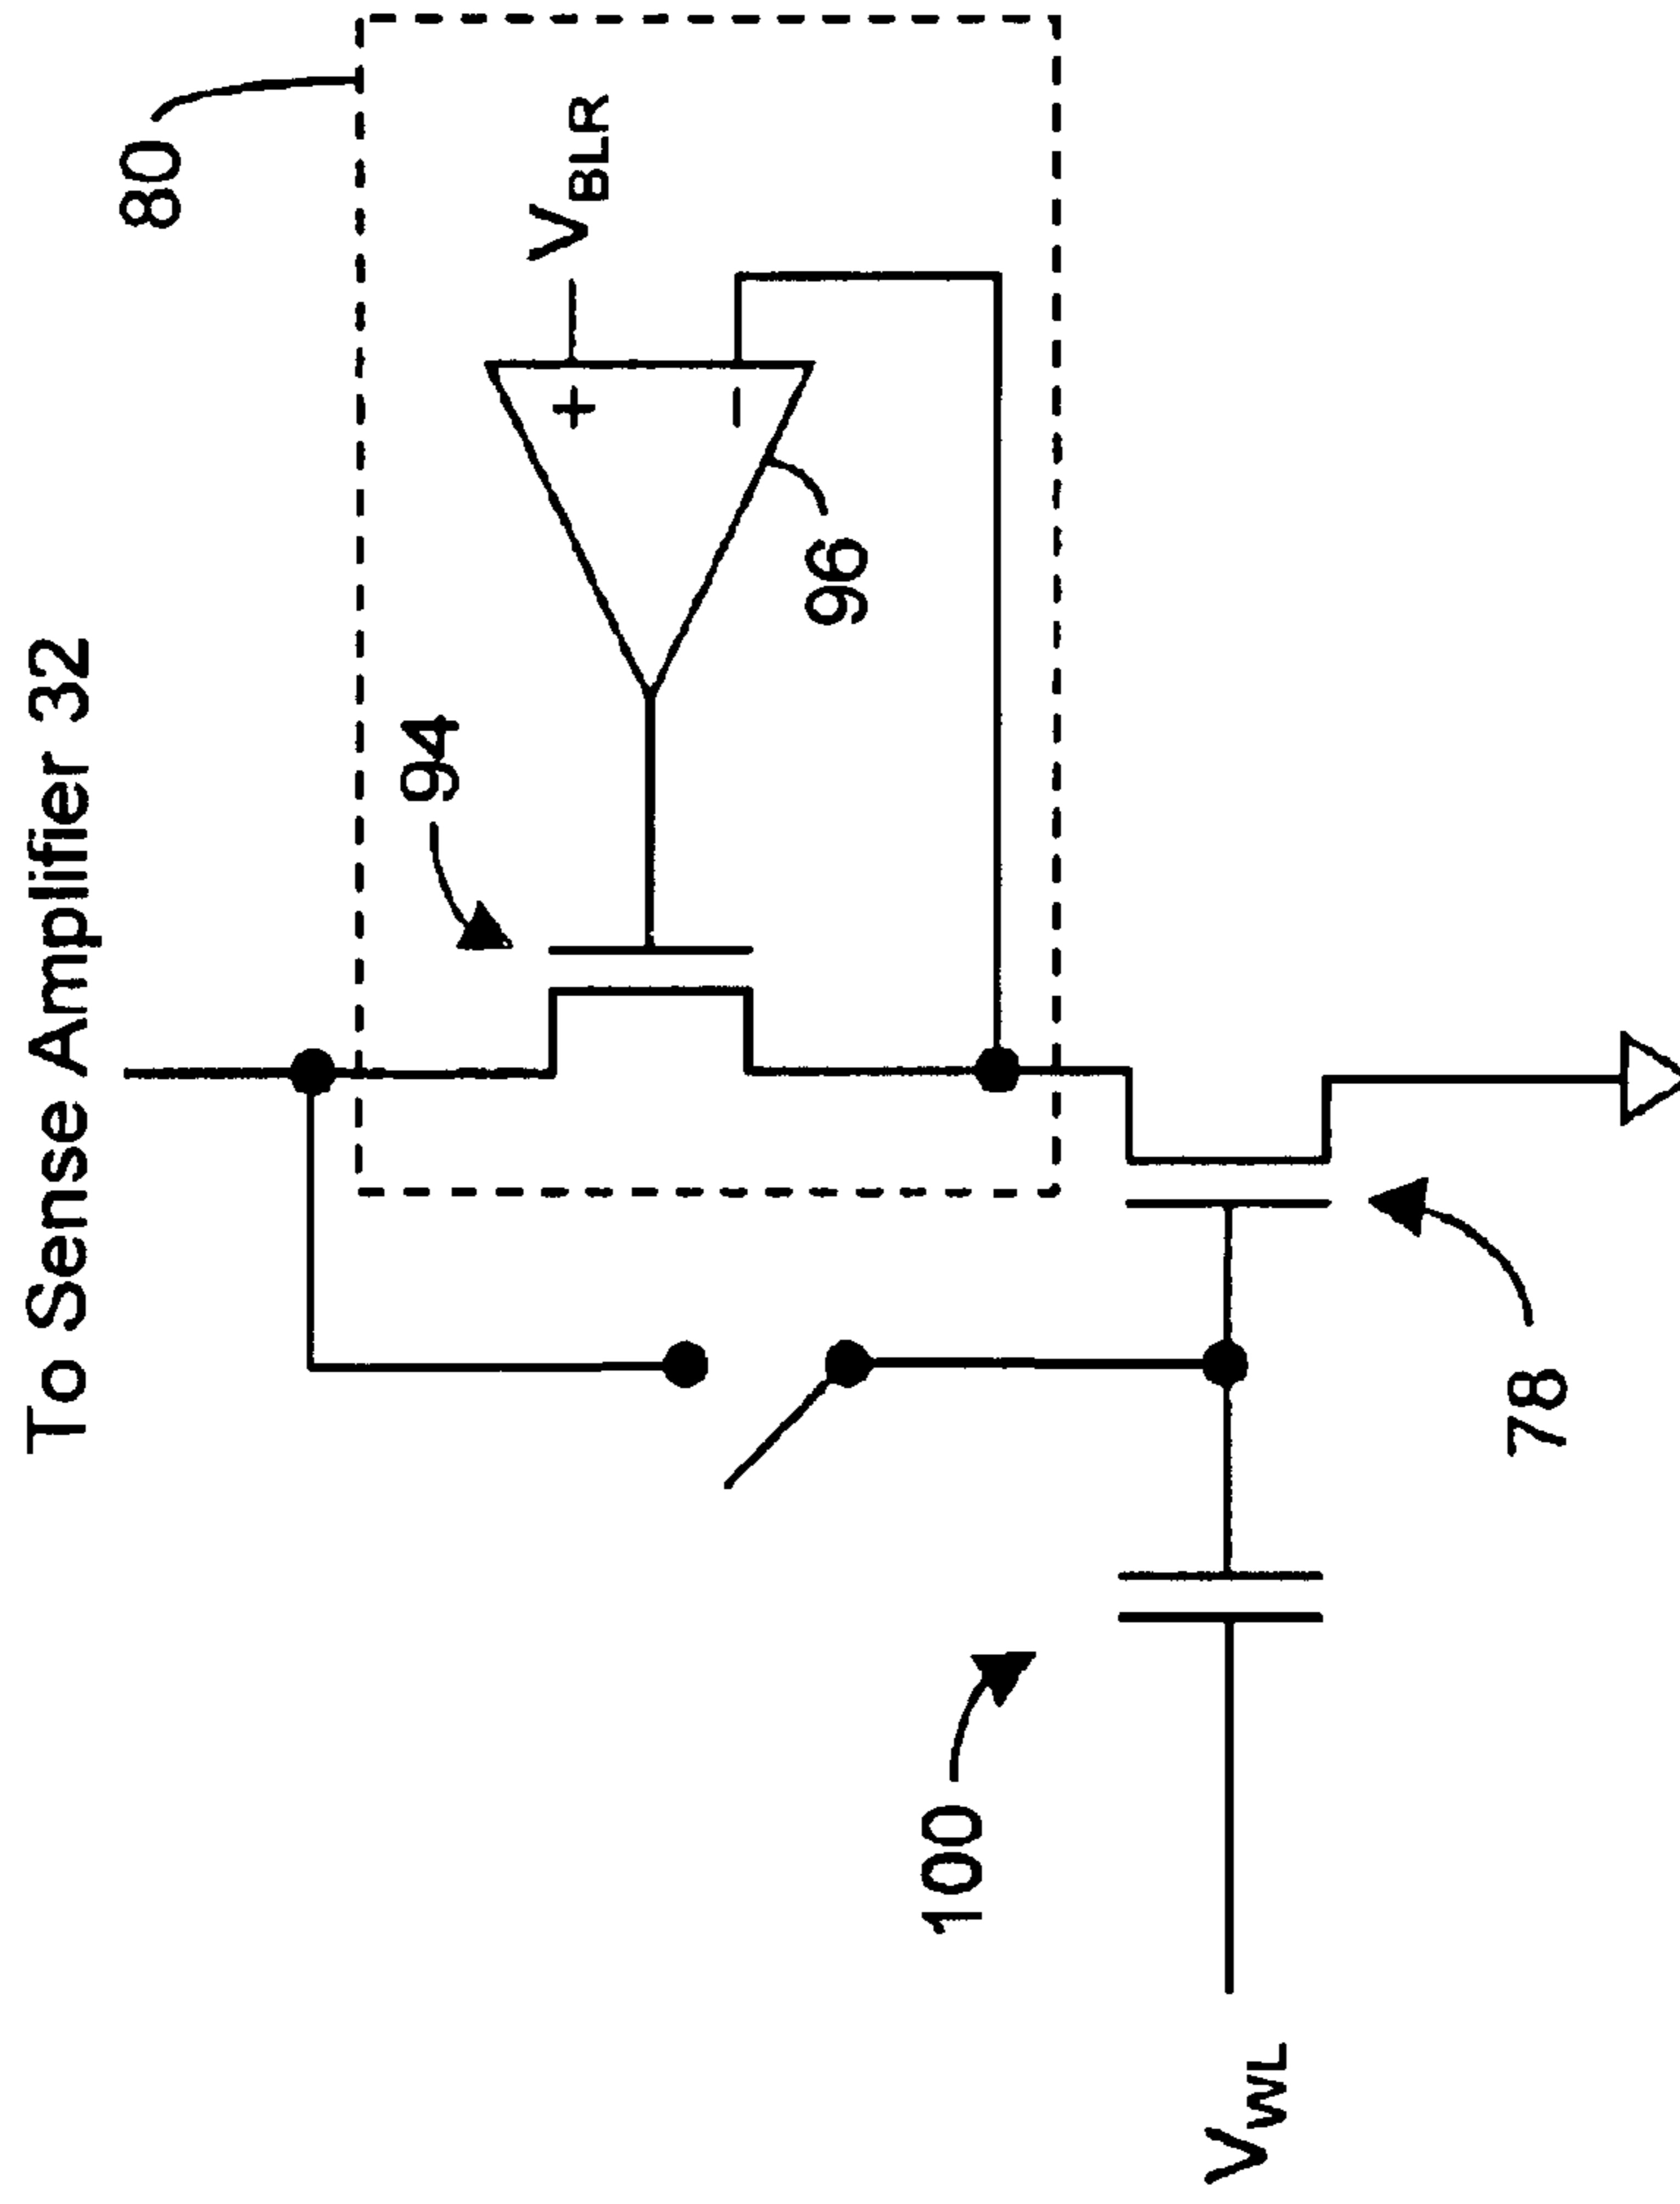 To Sense Amplifier 32
80
94
V_BLR
+
−
96
100
78
V_WL